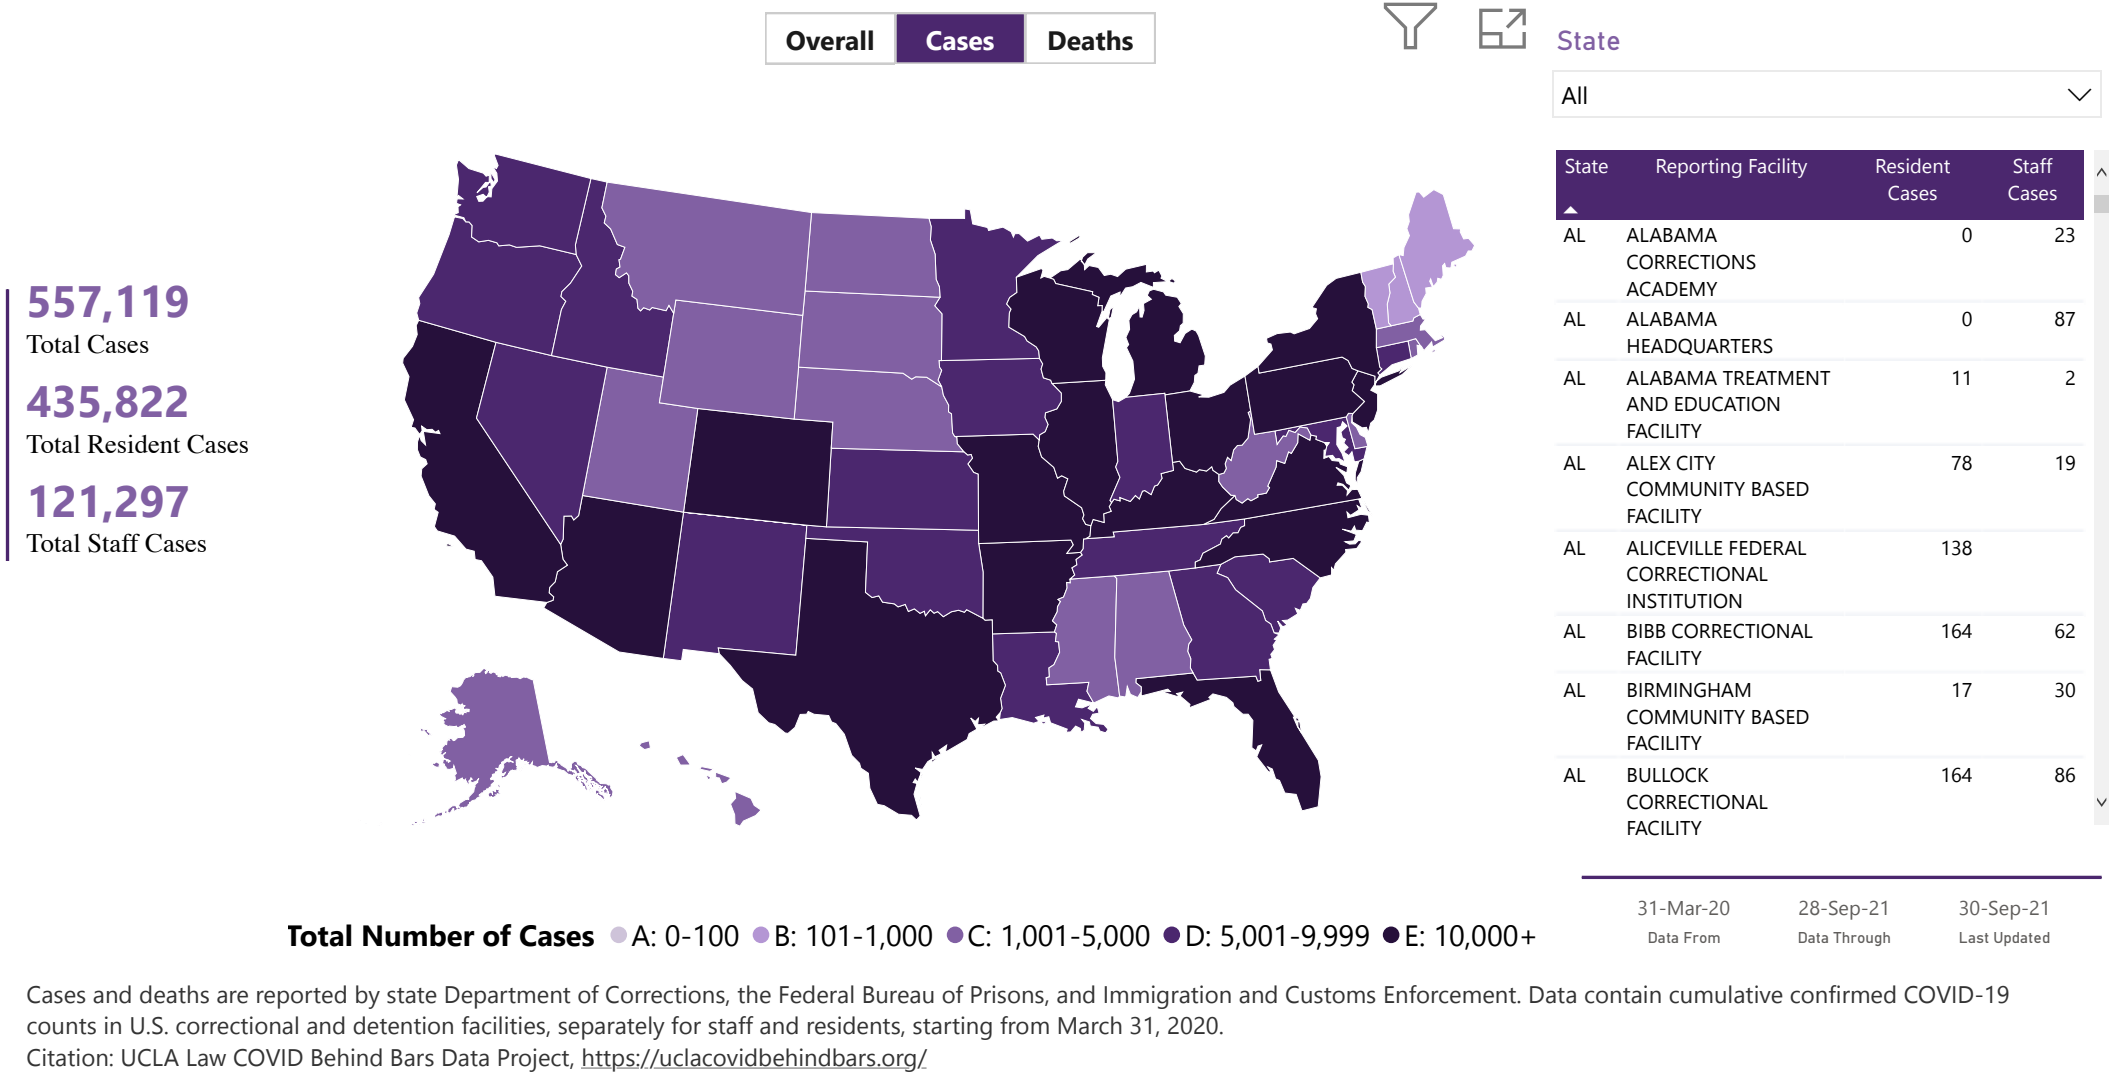 Overall Cases Deaths
State
All
557,119
Total Cases
435,822
Total Resident Cases
121,297
Total Staff Cases
State Reporting Facility Resident Cases Staff Cases
AL ALABAMA 0 23
CORRECTIONS
ACADEMY
AL ALABAMA 0 87
HEADQUARTERS
AL ALABAMA TREATMENT 11 2
AND EDUCATION
FACILITY
AL ALEX CITY 78 19
COMMUNITY BASED
FACILITY
AL ALICEVILLE FEDERAL 138
CORRECTIONAL
INSTITUTION
AL BIBB CORRECTIONAL 164 62
FACILITY
AL BIRMINGHAM 17 30
COMMUNITY BASED
FACILITY
AL BULLOCK 164 86
CORRECTIONAL
FACILITY
31-Mar-20 28-Sep-21 30-Sep-21
Data From Data Through Last Updated
Total Number of Cases A: 0-100 B: 101-1,000 C: 1,001-5,000 D: 5,001-9,999 E: 10,000+
Cases and deaths are reported by state Department of Corrections, the Federal Bureau of Prisons, and Immigration and Customs Enforcement. Data contain cumulative confirmed COVID-19
counts in U.S. correctional and detention facilities, separately for staff and residents, starting from March 31, 2020.
Citation: UCLA Law COVID Behind Bars Data Project, https://uclacovidbehindbars.org/